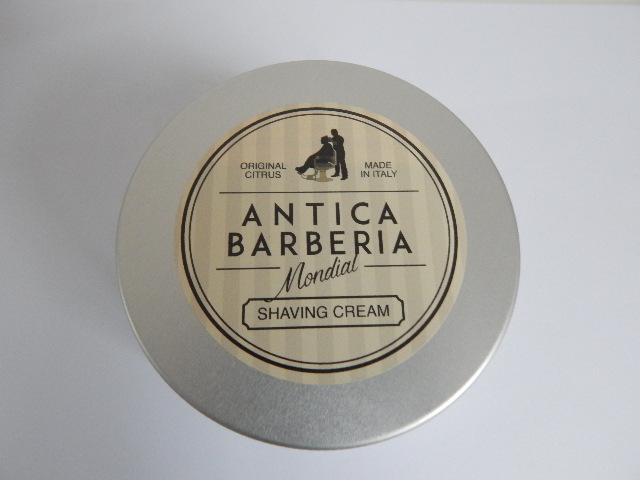 ORIGINAL
CITRUS
MADE
IN ITALY
ANTICA
BARBERIA
Mondial
SHAVING CREAM